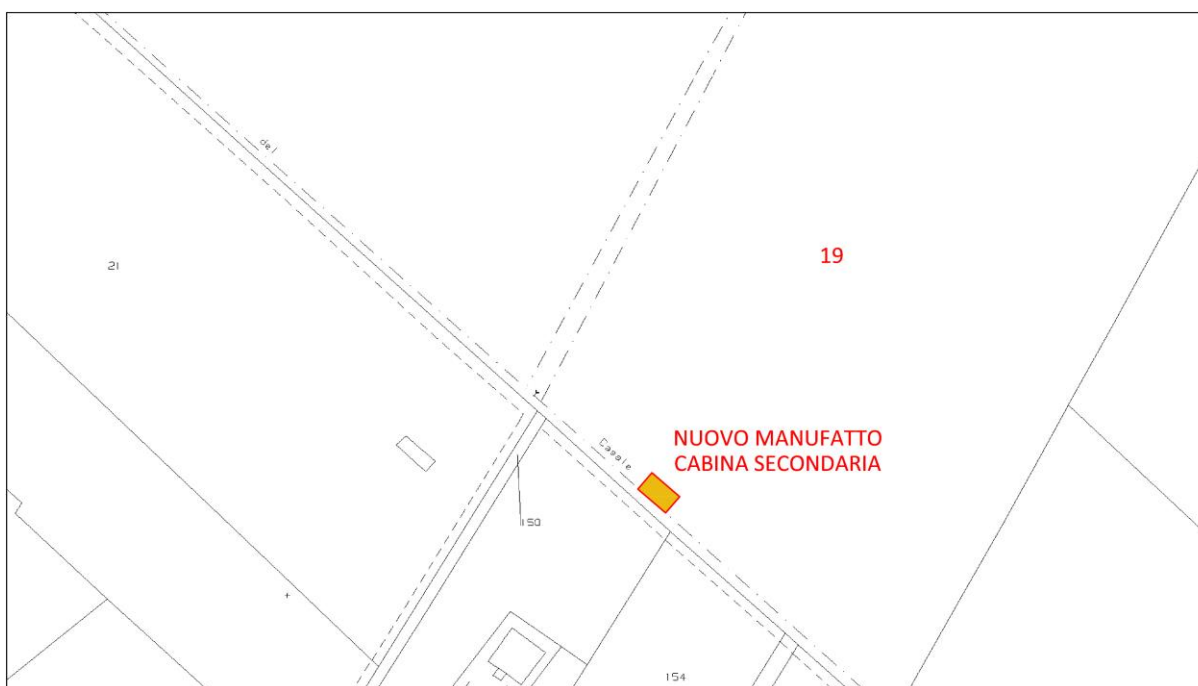 del
19
21
NUOVO MANUFATTO
CABINA SECONDARIA
Casale
150
154